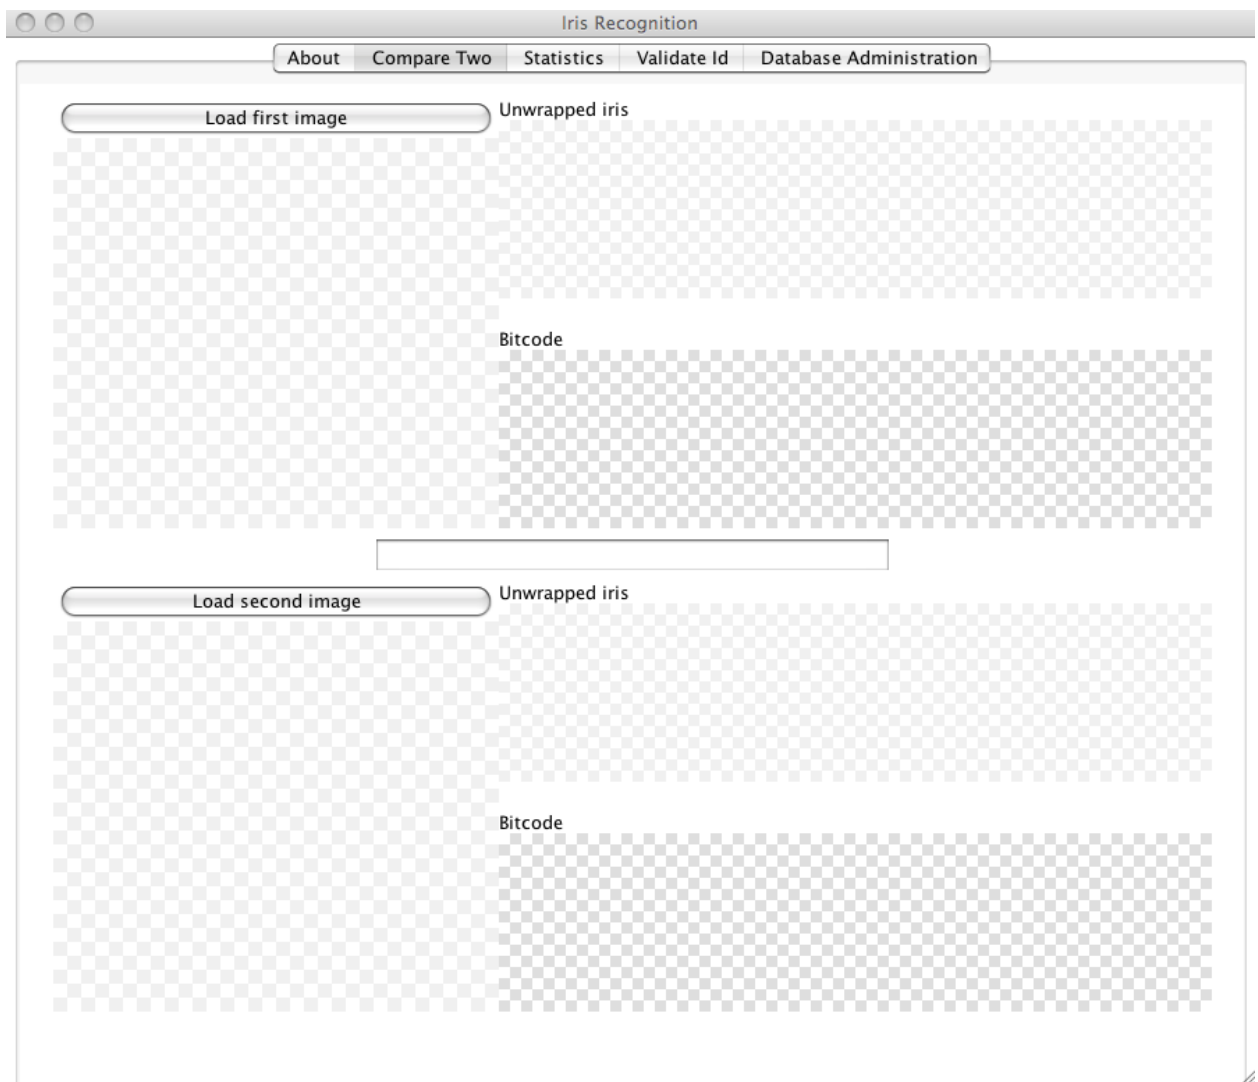 Iris Recognition
About Compare Two Statistics Validate Id Database Administration
Load first image
Unwrapped iris
Bitcode
Load second image
Unwrapped iris
Bitcode